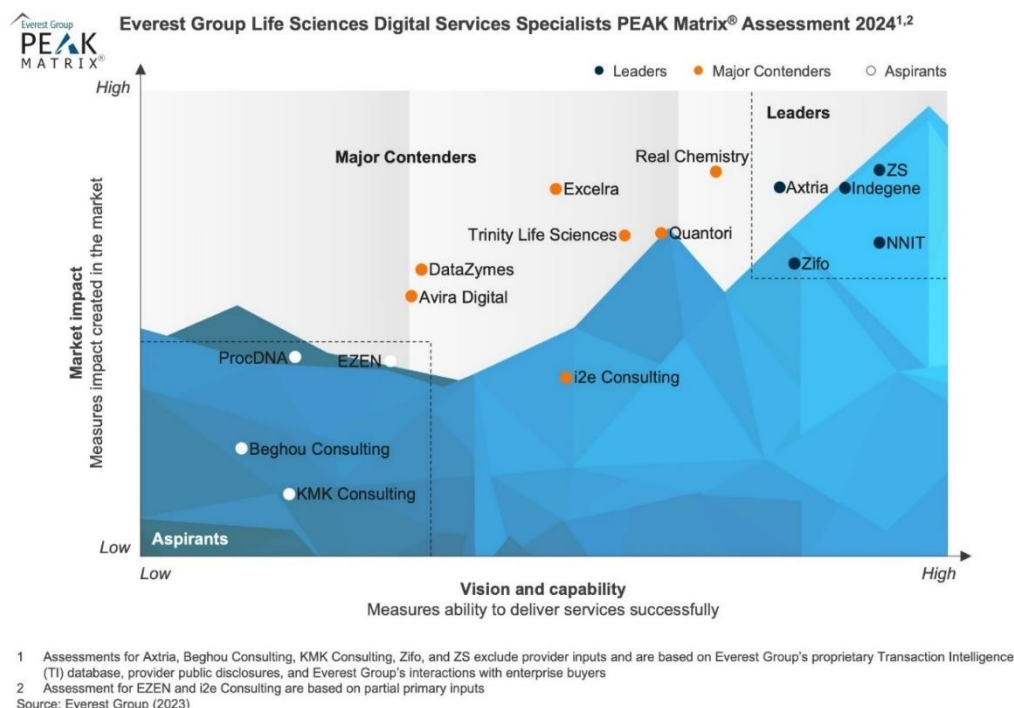 Everest Group
PEAK
MATRIX®
Everest Group Life Sciences Digital Services Specialists PEAK Matrix® Assessment 2024¹,²
Leaders
Major Contenders
Aspirants
High
Leaders
Major Contenders
Real Chemistry
ZS
Excelra
Axtria
Indegene
Trinity Life Sciences
Quantori
NNIT
Zifo
DataZymes
Avira Digital
Market impact
Measures impact created in the market
ProcDNA
EZEN
i2e Consulting
Beghou Consulting
KMK Consulting
Aspirants
Low
Low
High
Vision and capability
Measures ability to deliver services successfully
1 Assessments for Axtria, Beghou Consulting, KMK Consulting, Zifo, and ZS exclude provider inputs and are based on Everest Group's proprietary Transaction Intelligence
(TI) database, provider public disclosures, and Everest Group's interactions with enterprise buyers
2 Assessment for EZEN and i2e Consulting are based on partial primary inputs
Source: Everest Group (2023)